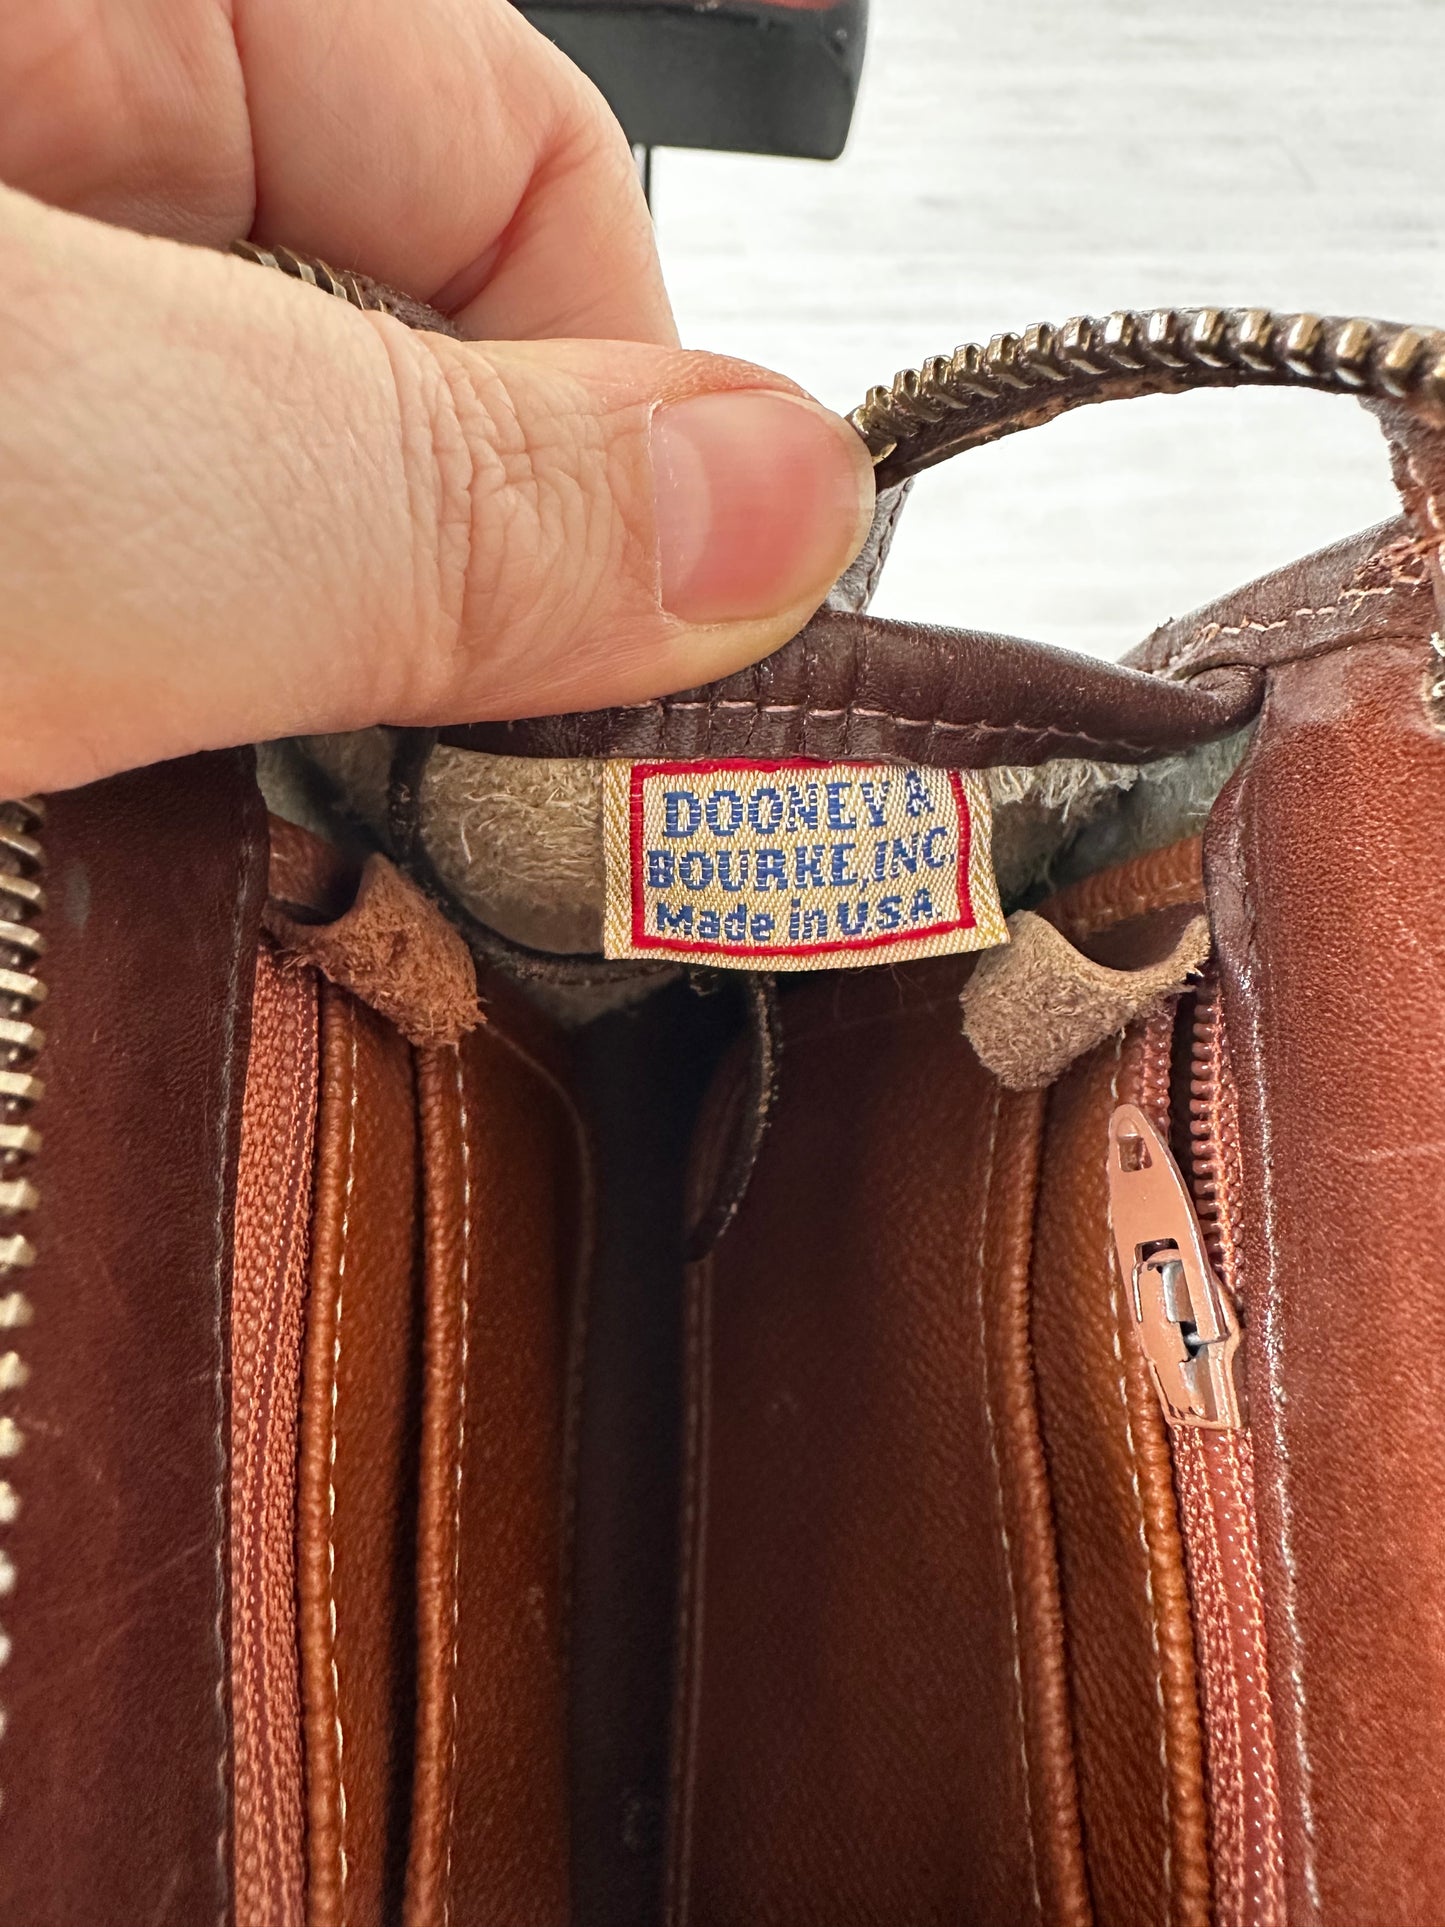 DOONEY &
BOURKE, INC.
Made in U.S.A.